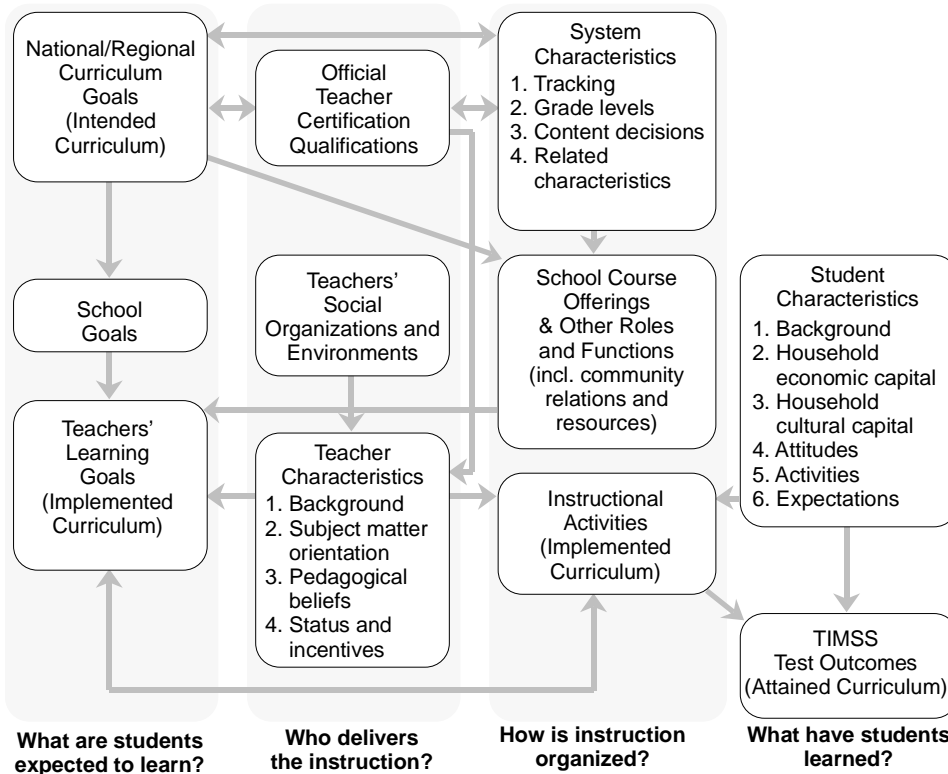 National/Regional
Curriculum
Goals
(Intended
Curriculum)
Official
Teacher
Certification
Qualifications
System
Characteristics
1. Tracking
2. Grade levels
3. Content decisions
4. Related
characteristics
School
Goals
Teachers’
Social
Organizations and
Environments
School Course
Offerings
& Other Roles
and Functions
(incl. community
relations and
resources)
Student
Characteristics
1. Background
2. Household
economic capital
3. Household
cultural capital
4. Attitudes
5. Activities
6. Expectations
Teachers’
Learning
Goals
(Implemented
Curriculum)
Teacher
Characteristics
1. Background
2. Subject matter
orientation
3. Pedagogical
beliefs
4. Status and
incentives
Instructional
Activities
(Implemented
Curriculum)
TIMSS
Test Outcomes
(Attained Curriculum)
What are students
expected to learn?
Who delivers
the instruction?
How is instruction
organized?
What have students
learned?